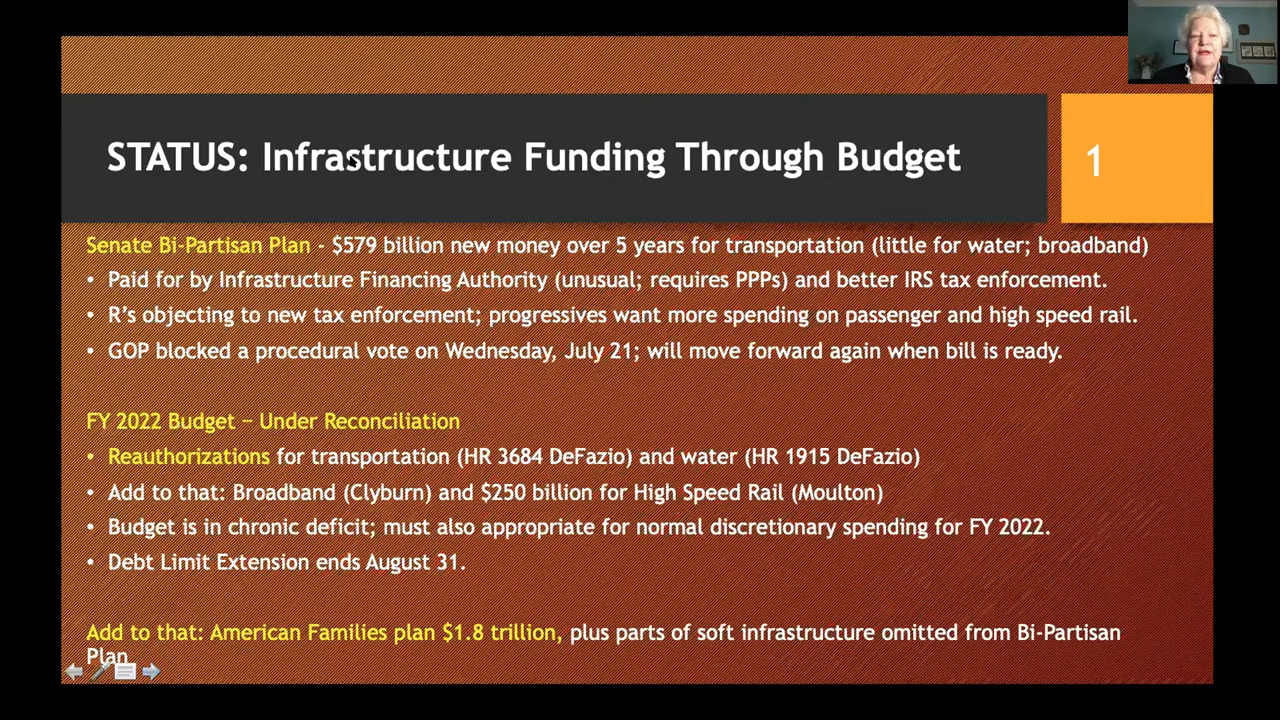 STATUS: Infrastructure Funding Through Budget
1
Senate Bi-Partisan Plan - $579 billion new money over 5 years for transportation (little for water; broadband)
• Paid for by Infrastructure Financing Authority (unusual; requires PPPs) and better IRS tax enforcement.
• R's objecting to new tax enforcement; progressives want more spending on passenger and high speed rail.
• GOP blocked a procedural vote on Wednesday, July 21; will move forward again when bill is ready.
FY 2022 Budget – Under Reconciliation
• Reauthorizations for transportation (HR 3684 DeFazio) and water (HR 1915 DeFazio)
• Add to that: Broadband (Clyburn) and $250 billion for High Speed Rail (Moulton)
• Budget is in chronic deficit; must also appropriate for normal discretionary spending for FY 2022.
• Debt Limit Extension ends August 31.
Add to that: American Families plan $1.8 trillion, plus parts of soft infrastructure omitted from Bi-Partisan
Plan.